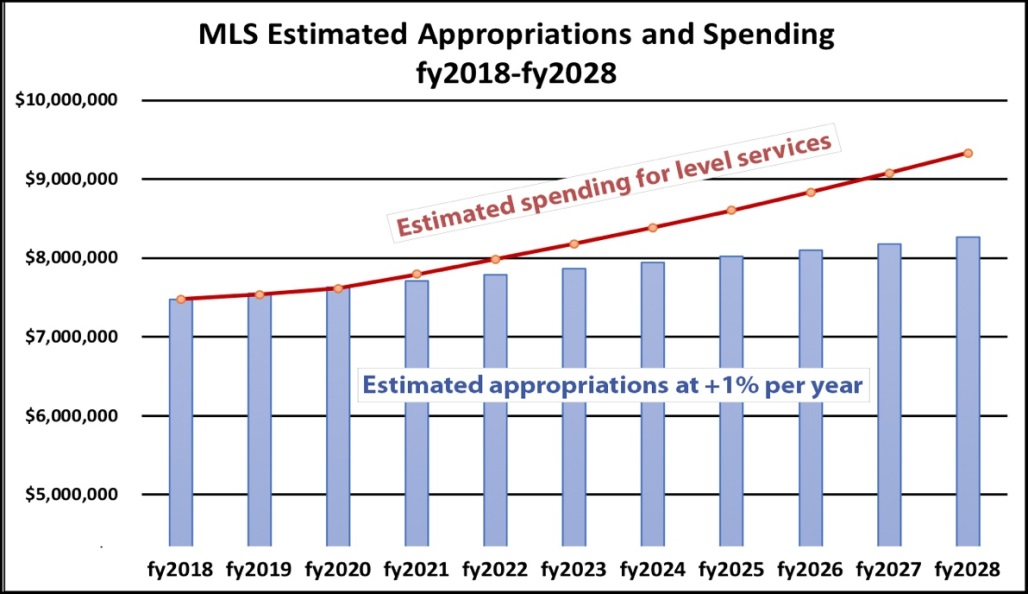 MLS Estimated Appropriations and Spending
fy2018-fy2028
$10,000,000
$9,000,000
$8,000,000
$7,000,000
$6,000,000
$5,000,000
Estimated spending for level services
Estimated appropriations at +1% per year
fy2018 fy2019 fy2020 fy2021 fy2022 fy2023 fy2024 fy2025 fy2026 fy2027 fy2028